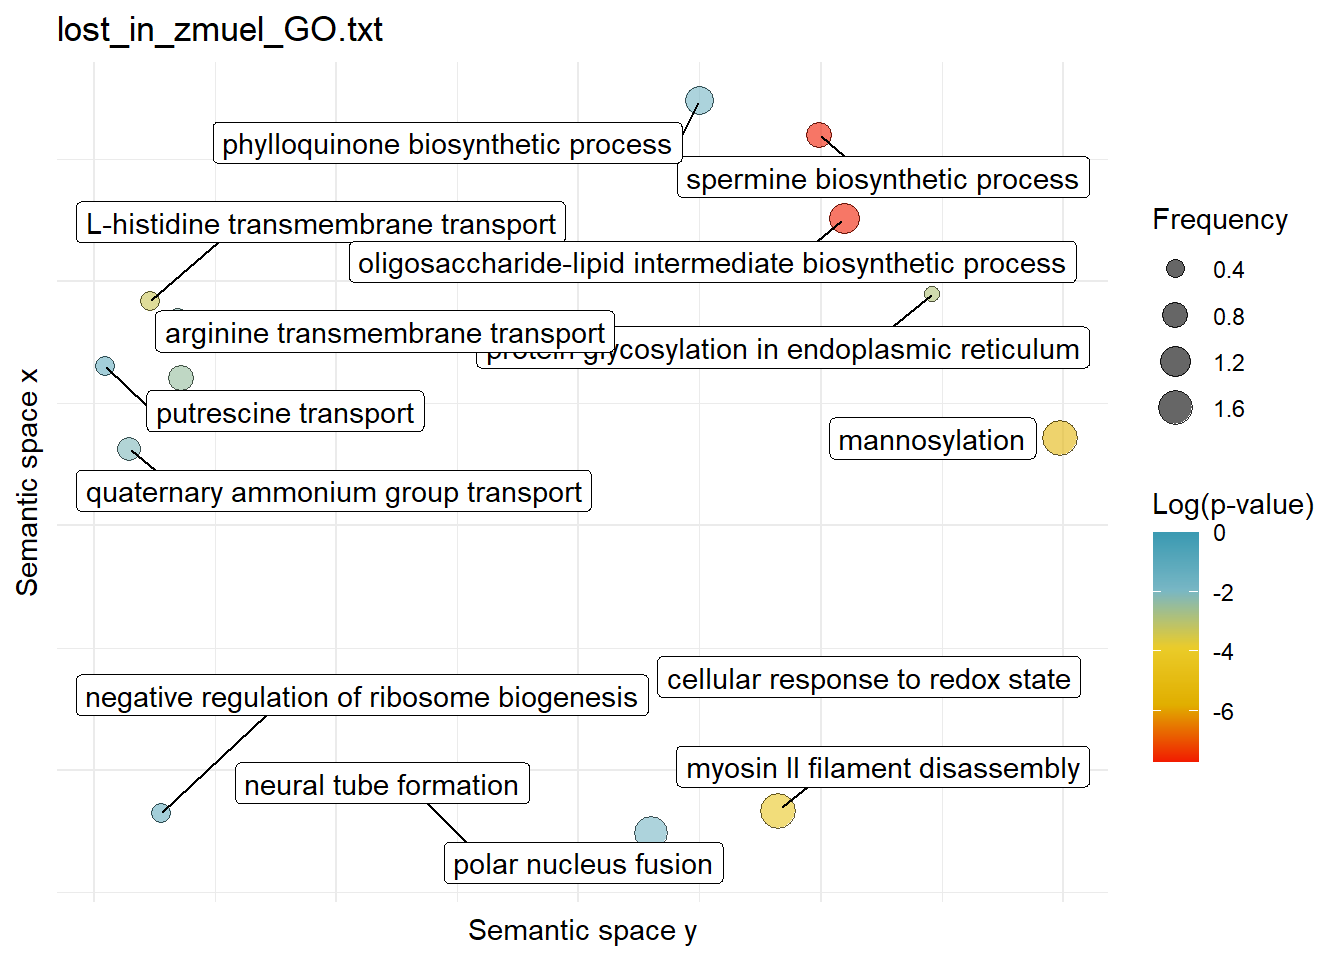 lost_in_zmuel_GO.txt
phylloquinone biosynthetic process
spermine biosynthetic process
L-histidine transmembrane transport
oligosaccharide-lipid intermediate biosynthetic process
arginine transmembrane transport
protein glycosylation in endoplasmic reticulum
putrescine transport
mannosylation
quaternary ammonium group transport
cellular response to redox state
negative regulation of ribosome biogenesis
myosin II filament disassembly
neural tube formation
polar nucleus fusion
Semantic space x
Semantic space y
Frequency
0.4
0.8
1.2
1.6
Log(p-value)
0
-2
-4
-6